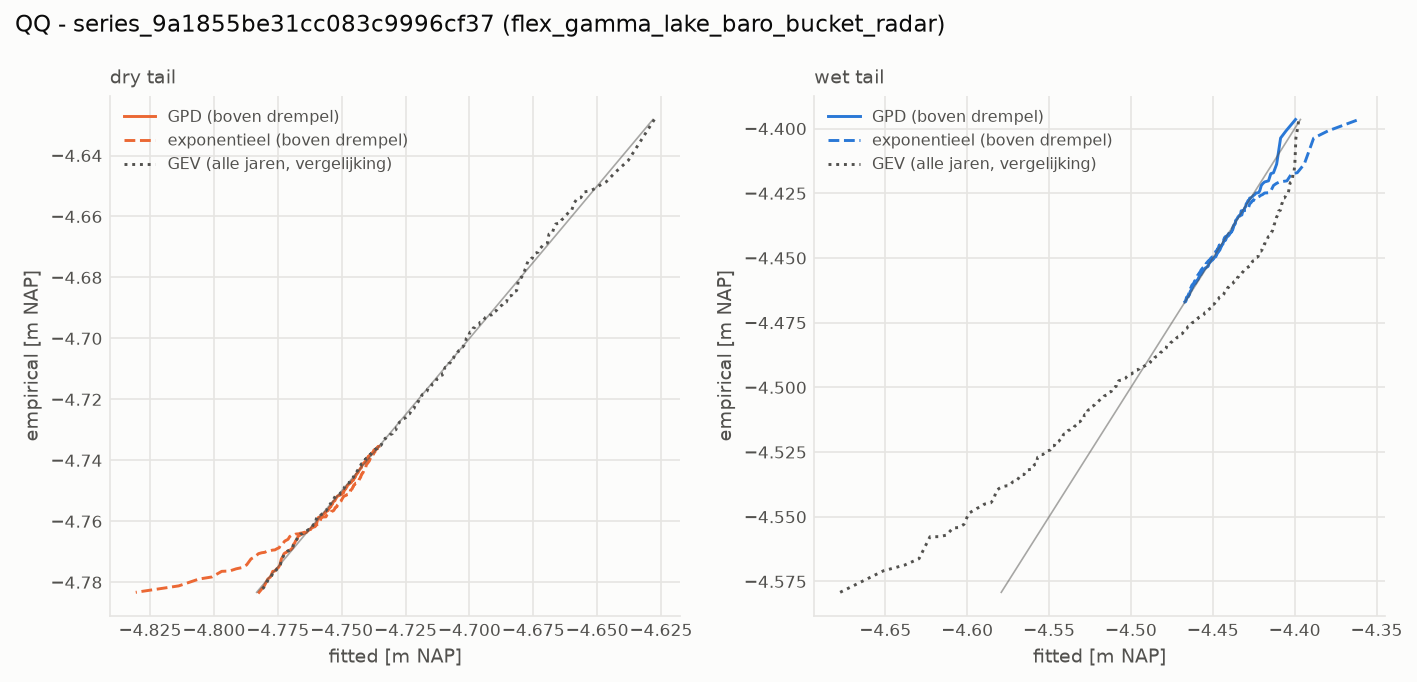 QQ - series_9a1855be31cc083c9996cf37 (flex_gamma_lake_baro_bucket_radar)
dry tail
GPD (boven drempel)
exponentieel (boven drempel)
GEV (alle jaren, vergelijking)
−4.64
−4.66
−4.68
−4.70
−4.72
−4.74
−4.76
−4.78
empirical [m NAP]
−4.825 −4.800 −4.775 −4.750 −4.725 −4.700 −4.675 −4.650 −4.625
fitted [m NAP]
wet tail
GPD (boven drempel)
exponentieel (boven drempel)
GEV (alle jaren, vergelijking)
−4.400
−4.425
−4.450
−4.475
−4.500
−4.525
−4.550
−4.575
empirical [m NAP]
−4.65 −4.60 −4.55 −4.50 −4.45 −4.40 −4.35
fitted [m NAP]